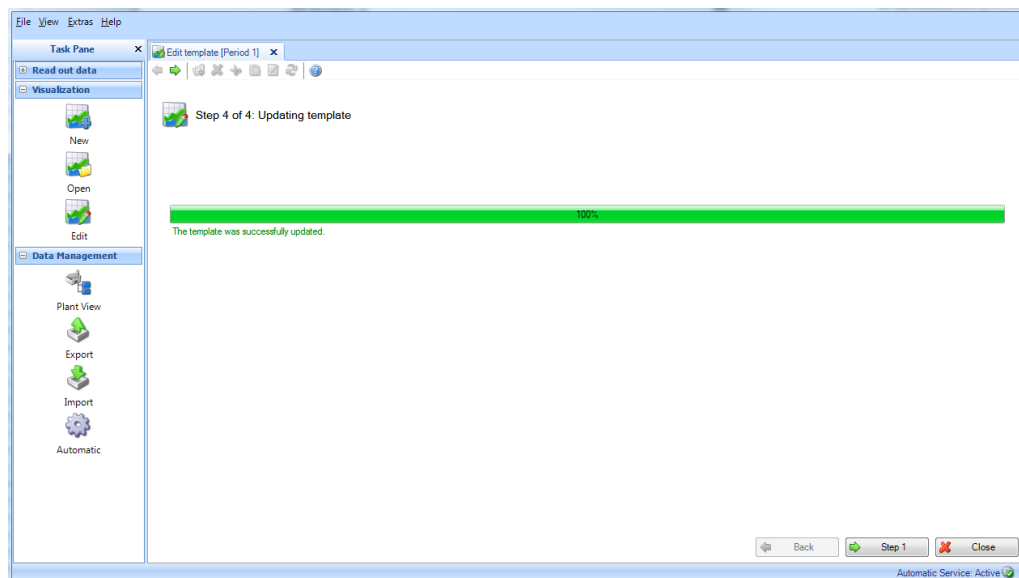 File View Extras Help
Task Pane
Edit template [Period 1]
Read out data
Visualization
New
Open
Edit
Data Management
Plant View
Export
Import
Automatic
Step 4 of 4: Updating template
100%
The template was successfully updated.
Back
Step 1
Close
Automatic Service: Active